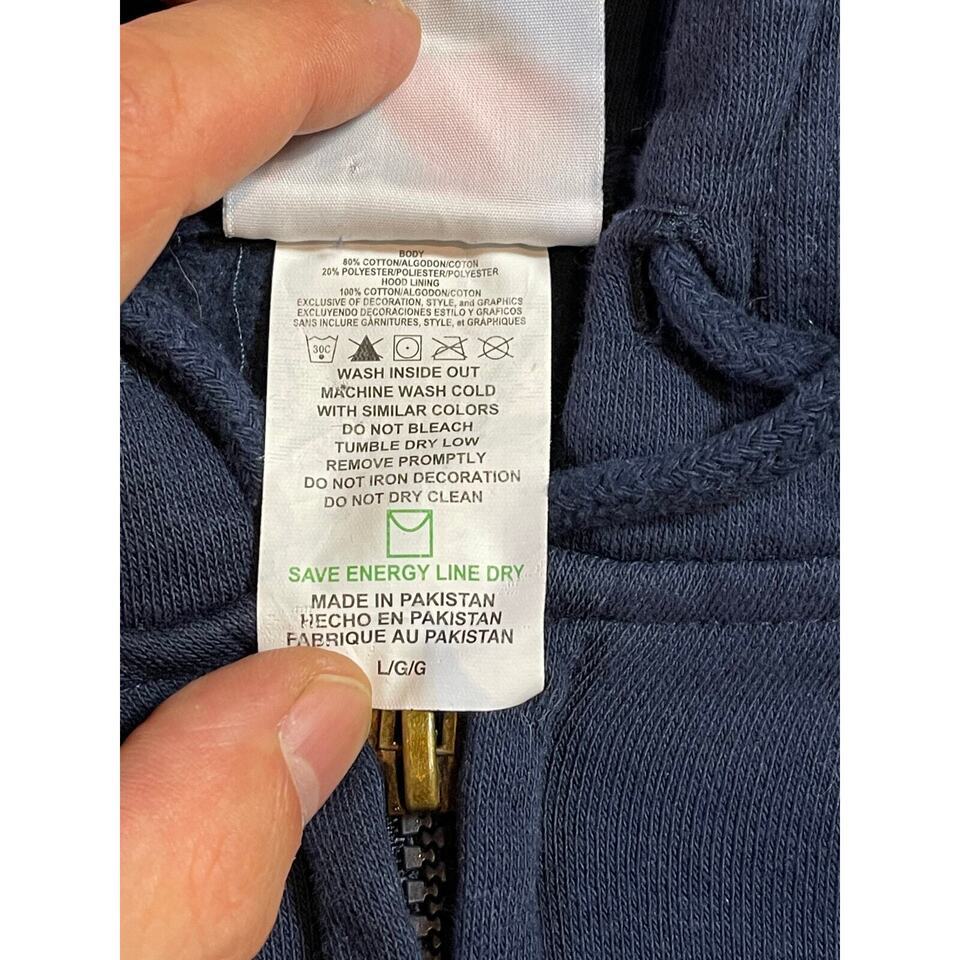 BODY
80% COTTON/ALGODON/COTON
20% POLYESTER/POLIESTER/POLYESTER
HOOD LINING
100% COTTON/ALGODON/COTON
EXCLUSIVE OF DECORATION, STYLE, and GRAPHICS
EXCLUYENDO DECORACIONES ESTILO Y GRAFICOS
SANS INCLURE GARNITURES, STYLE, et GRAPHIQUES
30C
WASH INSIDE OUT
MACHINE WASH COLD
WITH SIMILAR COLORS
DO NOT BLEACH
TUMBLE DRY LOW
REMOVE PROMPTLY
DO NOT IRON DECORATION
DO NOT DRY CLEAN
SAVE ENERGY LINE DRY
MADE IN PAKISTAN
HECHO EN PAKISTAN
FABRIQUE AU PAKISTAN
L/G/G